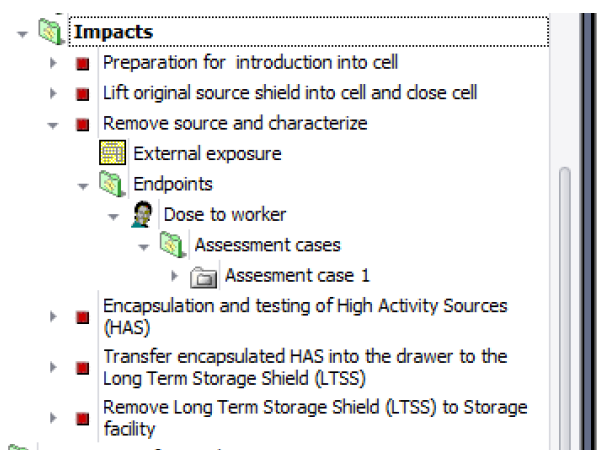 Impacts
Preparation for introduction into cell
Lift original source shield into cell and close cell
Remove source and characterize
External exposure
Endpoints
Dose to worker
Assessment cases
Assesment case 1
Encapsulation and testing of High Activity Sources
(HAS)
Transfer encapsulated HAS into the drawer to the
Long Term Storage Shield (LTSS)
Remove Long Term Storage Shield (LTSS) to Storage
facility